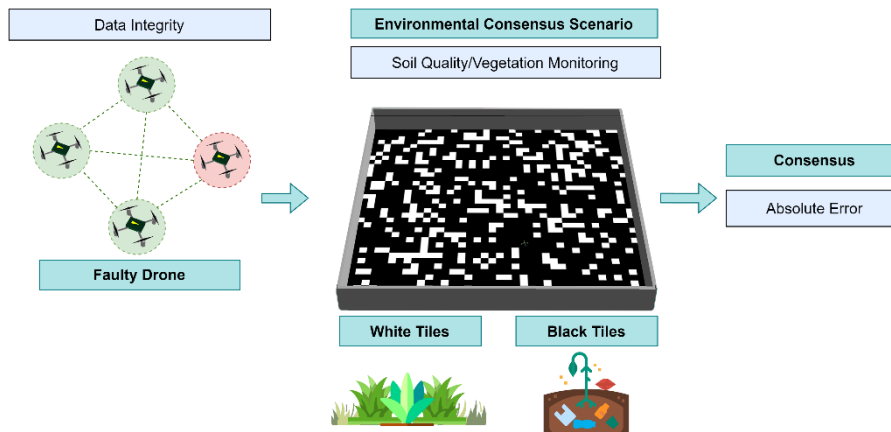 Data Integrity
Faulty Drone
Environmental Consensus Scenario
Soil Quality/Vegetation Monitoring
White Tiles
Black Tiles
Consensus
Absolute Error